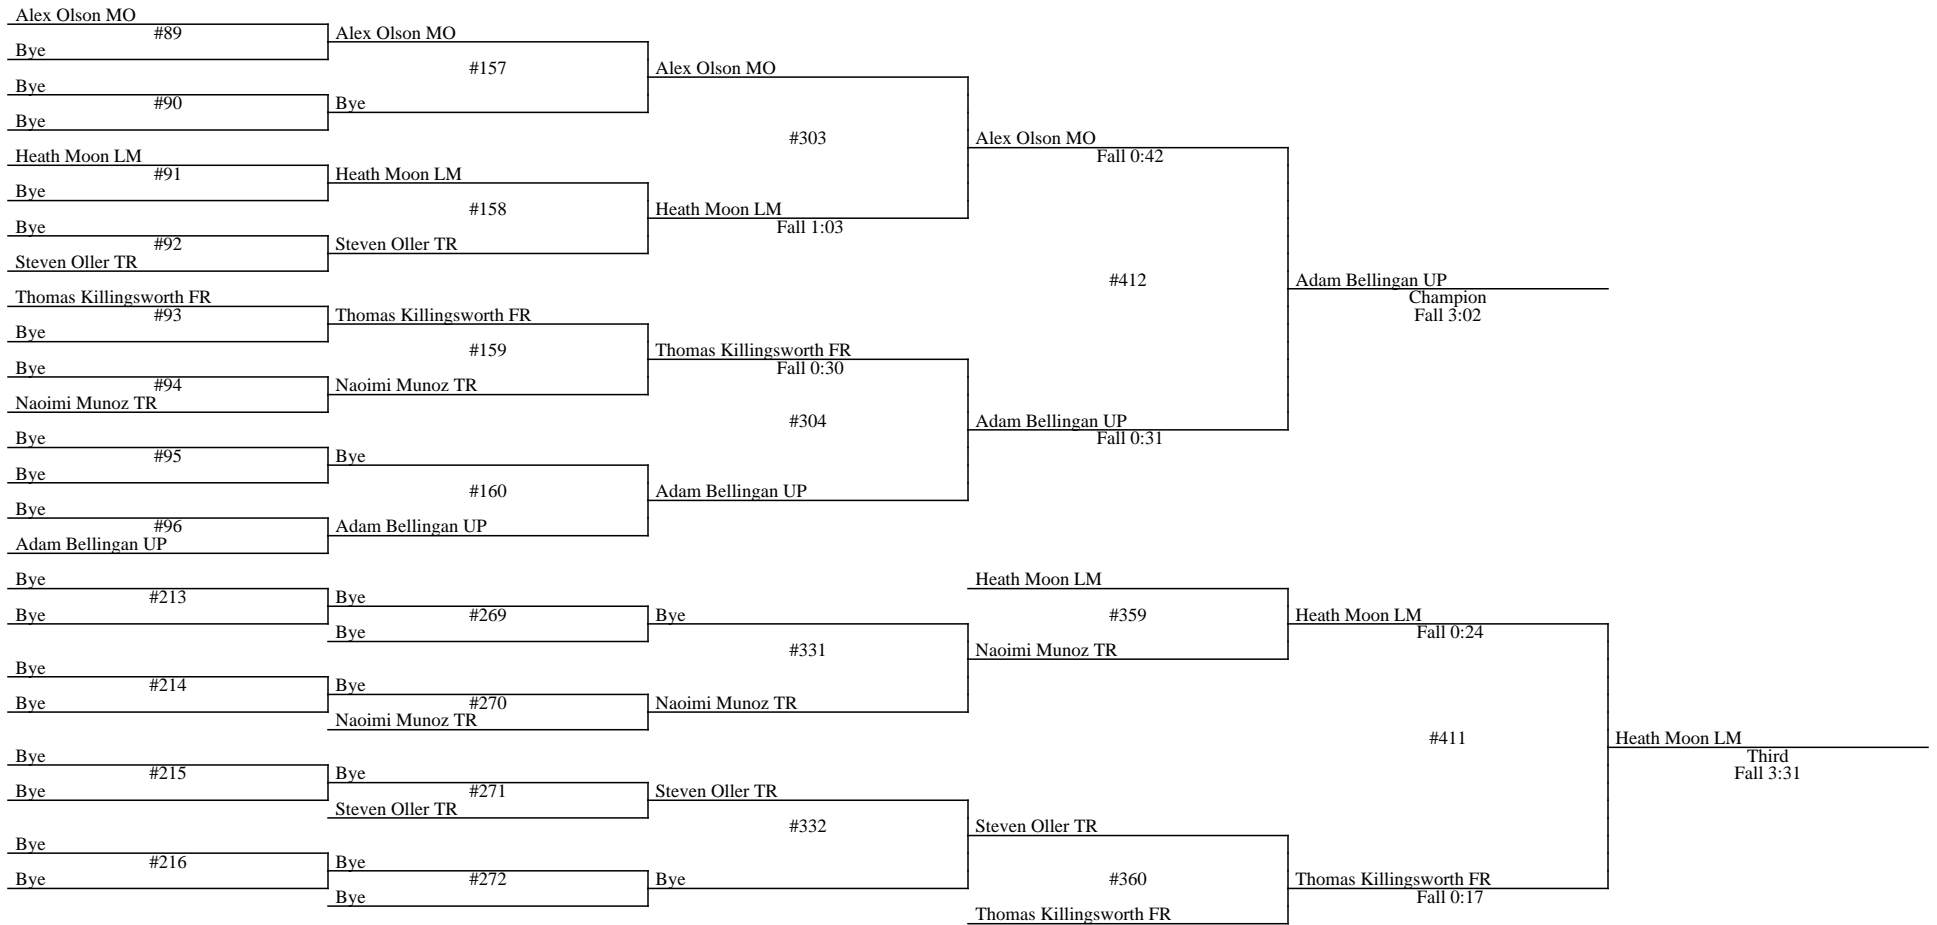 Alex Olson MO
#89
Alex Olson MO
Bye
#157
Alex Olson MO
Bye
#90
Bye
Bye
#303
Alex Olson MO
Fall 0:42
Heath Moon LM
#91
Heath Moon LM
Bye
#158
Heath Moon LM
Fall 1:03
Bye
#92
Steven Oller TR
Steven Oller TR
#412
Adam Bellingan UP
Champion
Fall 3:02
Thomas Killingsworth FR
#93
Thomas Killingsworth FR
Bye
#159
Thomas Killingsworth FR
Fall 0:30
Bye
#94
Naoimi Munoz TR
Naoimi Munoz TR
#304
Adam Bellingan UP
Fall 0:31
Bye
#95
Bye
Bye
#160
Adam Bellingan UP
Bye
#96
Adam Bellingan UP
Adam Bellingan UP
Bye
#213
Bye
Bye
#269
Bye
Bye
Heath Moon LM
#359
Heath Moon LM
Fall 0:24
#331
Naoimi Munoz TR
Bye
#214
Bye
Bye
#270
Naoimi Munoz TR
Naoimi Munoz TR
#411
Heath Moon LM
Third
Fall 3:31
Bye
#215
Bye
Bye
#271
Steven Oller TR
Steven Oller TR
#332
Steven Oller TR
Bye
#216
Bye
Bye
#272
Bye
Bye
#360
Thomas Killingsworth FR
Fall 0:17
Thomas Killingsworth FR